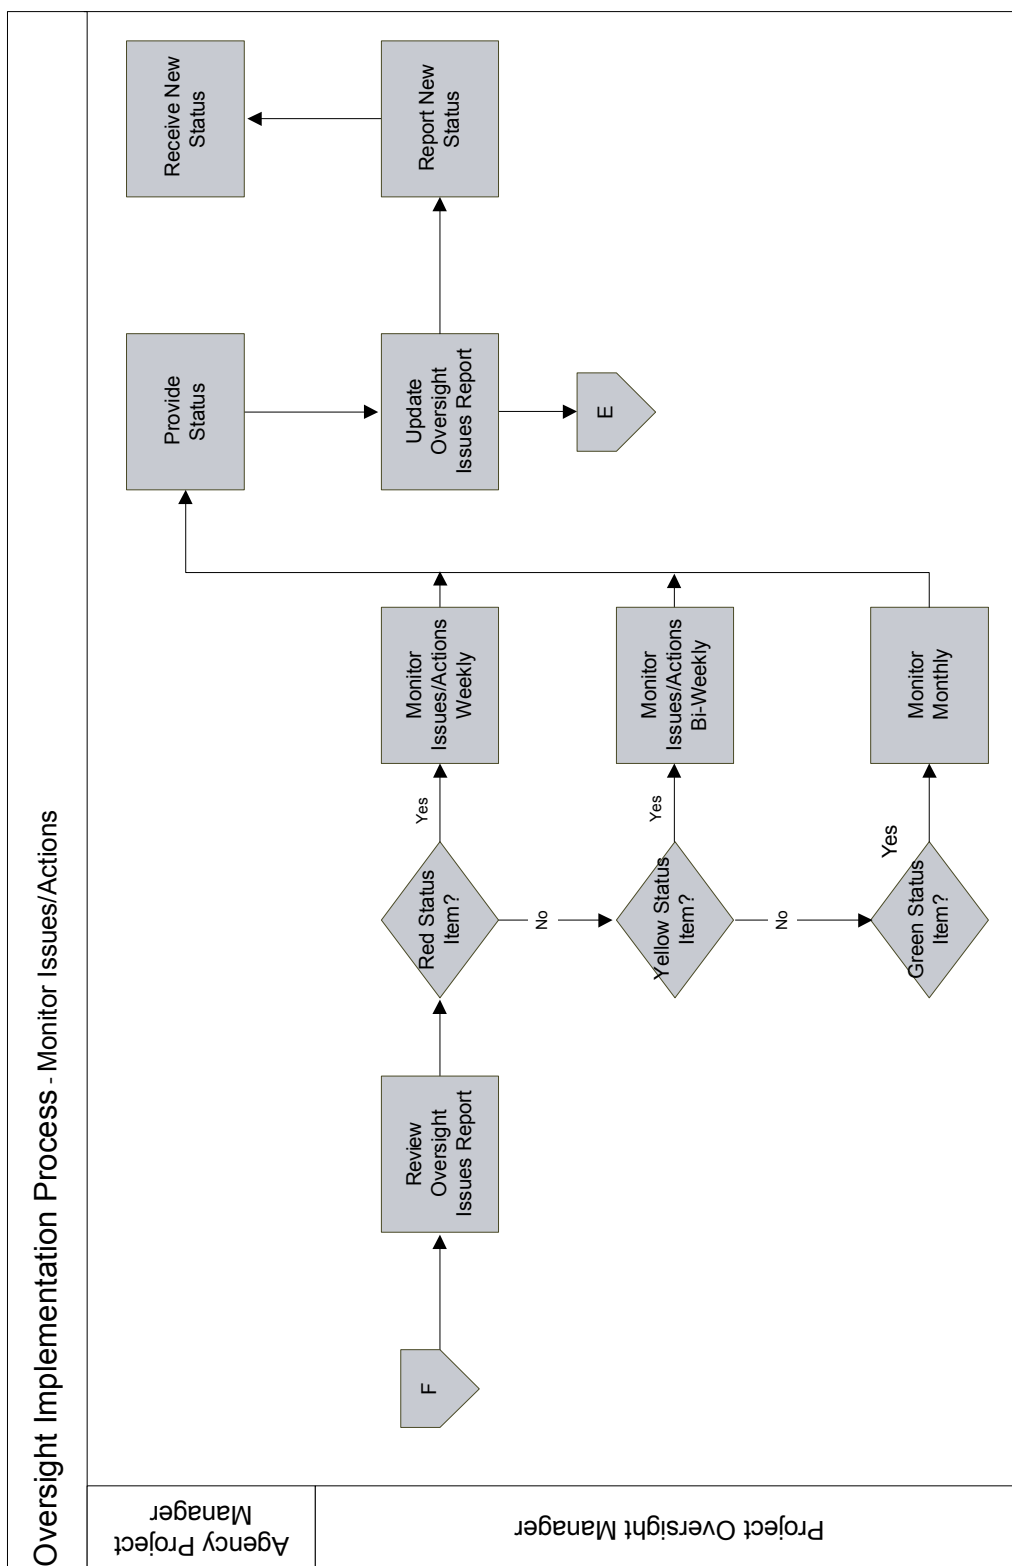 Oversight Implementation Process - Monitor Issues/Actions
Agency Project
Manager
Provide
Status
Receive New
Status
Project Oversight Manager
F
Review
Oversight
Issues Report
Red Status
Item?
Yes
Monitor
Issues/Actions
Weekly
Update
Oversight
Issues Report
Report New
Status
No
Yellow Status
Item?
Yes
Monitor
Issues/Actions
Bi-Weekly
E
No
Green Status
Item?
Yes
Monitor
Monthly